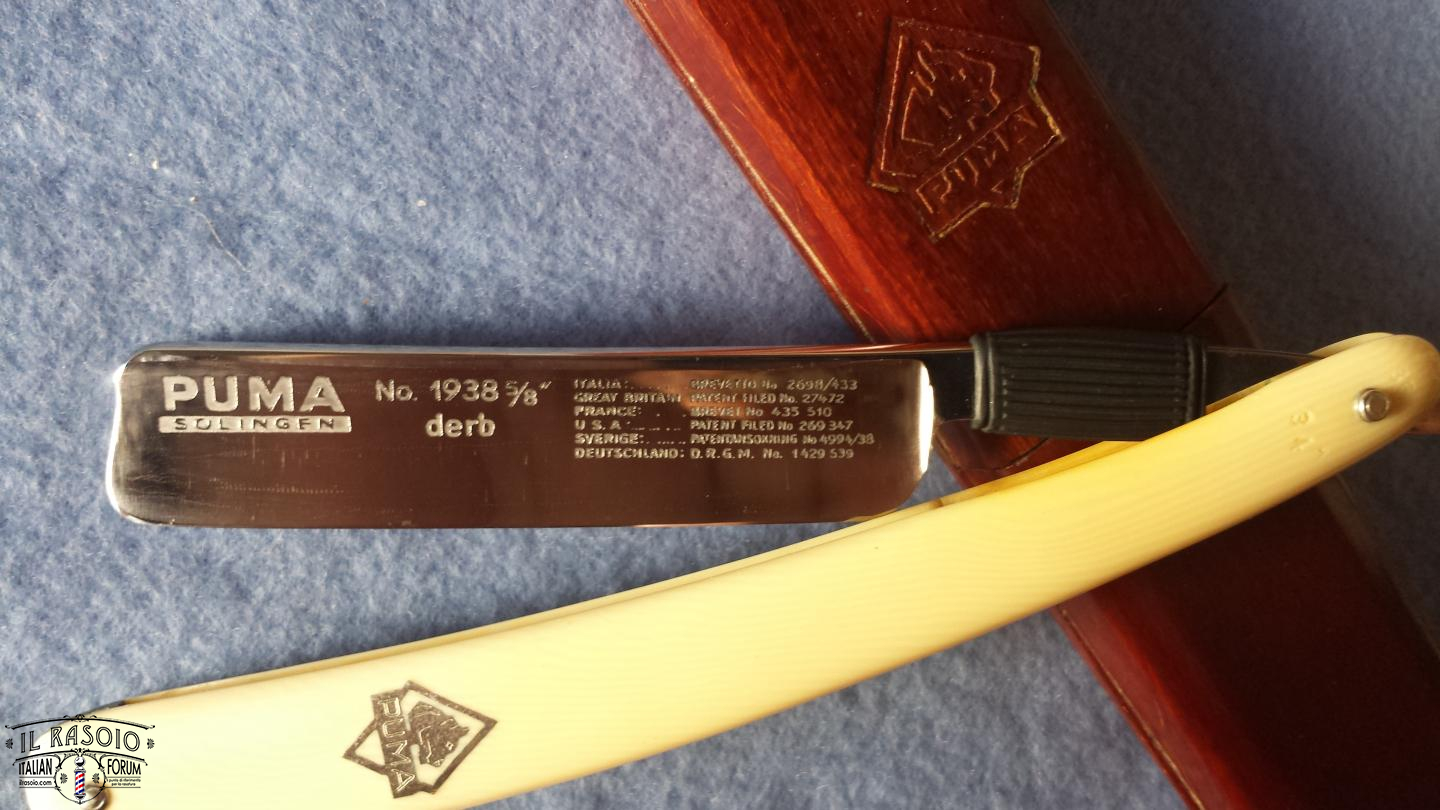 PUMA
PUMA
SOLINGEN
No. 1938 5/8"
derb
ITALIA: BREVETTO No 2698/433
GREAT BRITAIN PATENT FILED No. 27472
FRANCE: BREVET No 435 510
U S A PATENT FILED No 269 347
SVERIGE: PATENTANSÖKNING No 4994/38
DEUTSCHLAND: D.R.G.M. No. 1429 539
PUMA
IL RASOIO
ITALIAN FORUM
ilrasoio.com